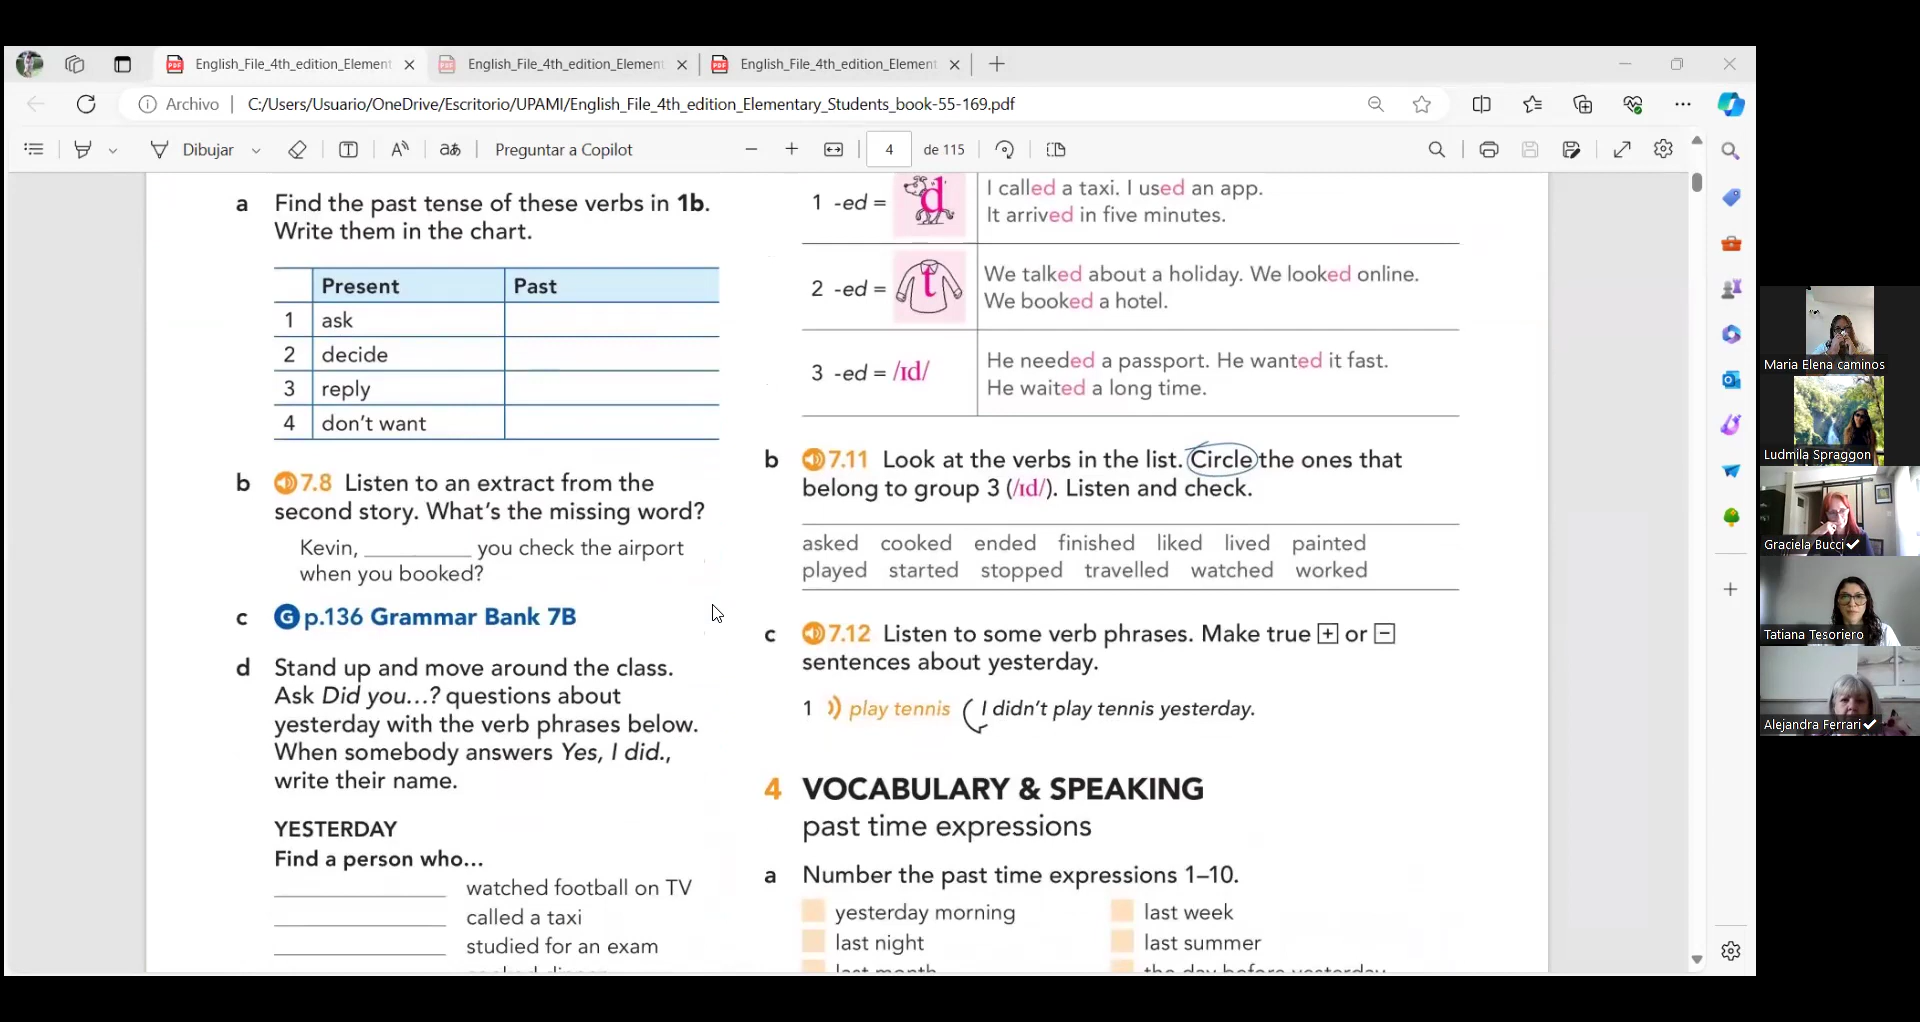 English_File_4th_edition_Element
English_File_4th_edition_Element
English_File_4th_edition_Element
Archivo
C:/Users/Usuario/OneDrive/Escritorio/UPAMI/English_File_4th_edition_Elementary_Students_book-55-169.pdf
Dibujar
Preguntar a Copilot
4
de 115
a Find the past tense of these verbs in 1b.
Write them in the chart.
Present Past
1 ask
2 decide
3 reply
4 don't want
b 7.8 Listen to an extract from the
second story. What's the missing word?
Kevin, __________ you check the airport
when you booked?
c G p.136 Grammar Bank 7B
d Stand up and move around the class.
Ask Did you…? questions about
yesterday with the verb phrases below.
When somebody answers Yes, I did.,
write their name.
YESTERDAY
Find a person who…
watched football on TV
called a taxi
studied for an exam
1 -ed = d
I called a taxi. I used an app.
It arrived in five minutes.
2 -ed = t
We talked about a holiday. We looked online.
We booked a hotel.
3 -ed = /ɪd/
He needed a passport. He wanted it fast.
He waited a long time.
b 7.11 Look at the verbs in the list. Circle the ones that
belong to group 3 (/ɪd/). Listen and check.
asked cooked ended finished liked lived painted
played started stopped travelled watched worked
c 7.12 Listen to some verb phrases. Make true + or −
sentences about yesterday.
1 play tennis I didn't play tennis yesterday.
4 VOCABULARY & SPEAKING
past time expressions
a Number the past time expressions 1–10.
yesterday morning last week
last night last summer
last month the day before yesterday
Maria Elena caminos
Ludmila Spraggon
Graciela Bucci
Tatiana Tesoriero
Alejandra Ferrari